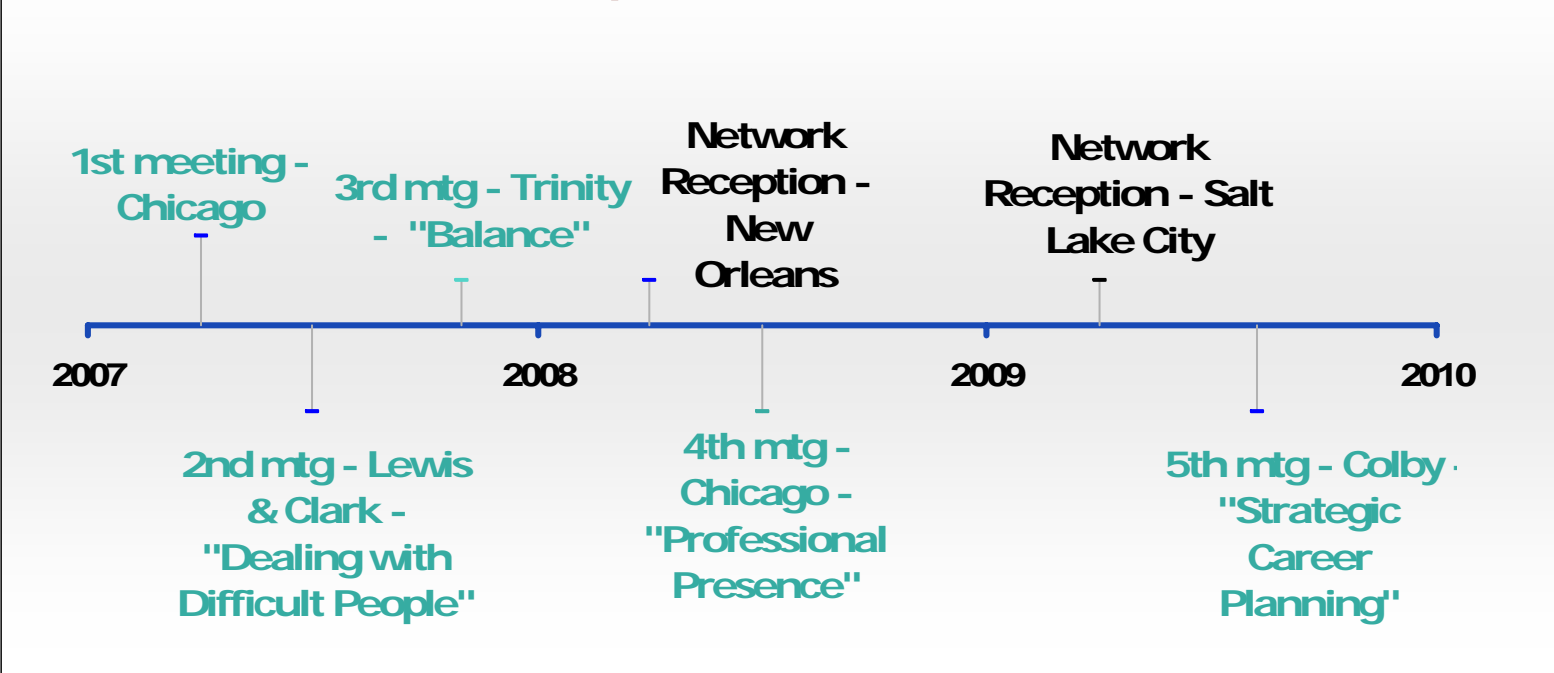 1st meeting -
Chicago
3rd mtg - Trinity
- "Balance"
Network
Reception -
New
Orleans
Network
Reception - Salt
Lake City
2007
2008
2009
2010
2nd mtg - Lewis
& Clark -
"Dealing with
Difficult People"
4th mtg -
Chicago -
"Professional
Presence"
5th mtg - Colby -
"Strategic
Career
Planning"